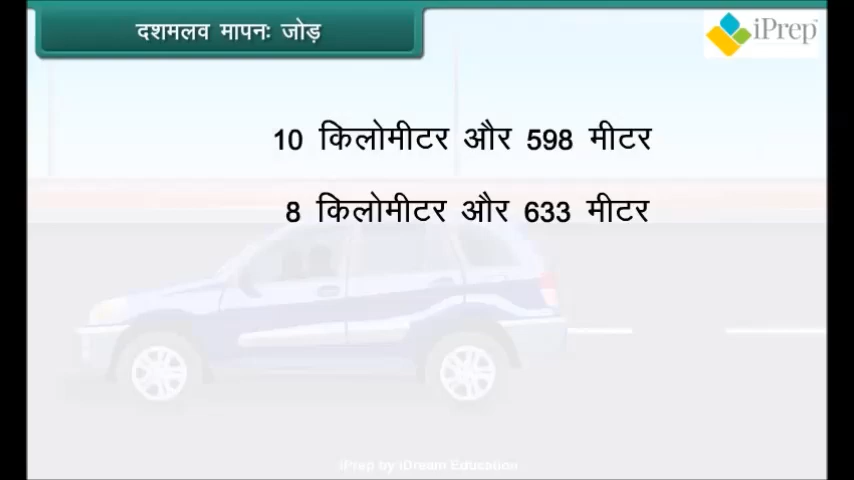 दशमलव मापनः जोड़
iPrep
10 किलोमीटर और 598 मीटर
8 किलोमीटर और 633 मीटर
iPrep by iDream Education